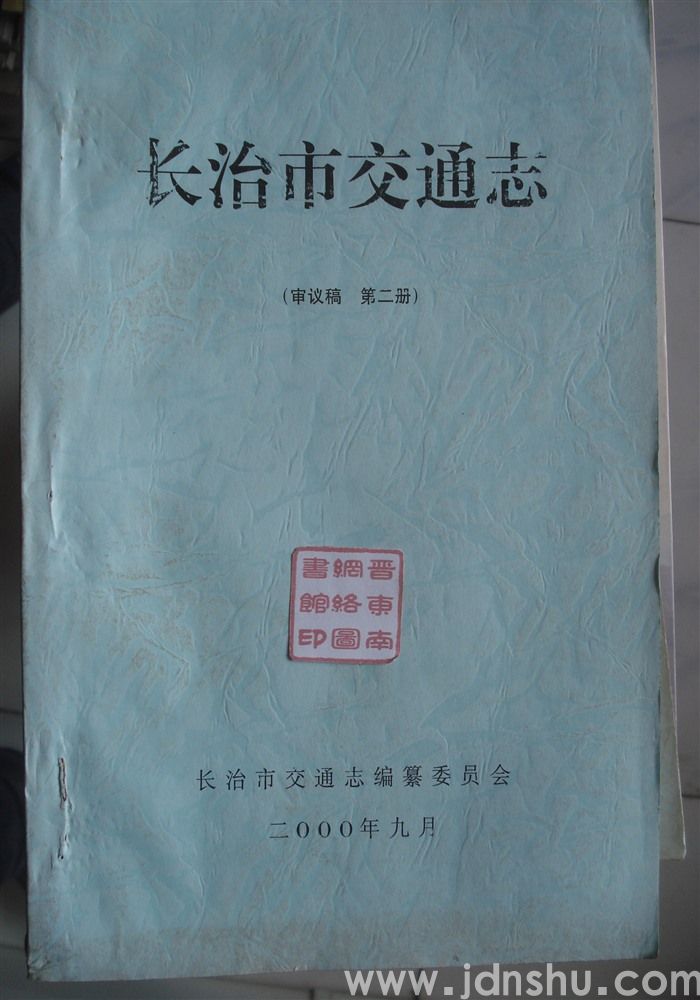 长治市交通志
(审议稿 第二册)
晋東南
網絡圖
書館印
长治市交通志编纂委员会
二000年九月
www.jdnshu.com